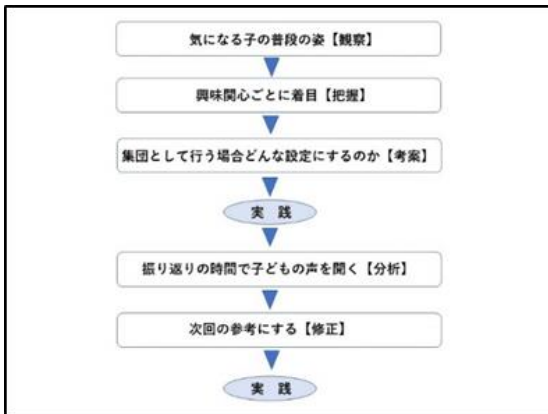 気になる子の普段の姿【観察】
興味関心ごとに着目【把握】
集団として行う場合どんな設定にするのか【考案】
実 践
振り返りの時間で子どもの声を聞く【分析】
次回の参考にする【修正】
実 践